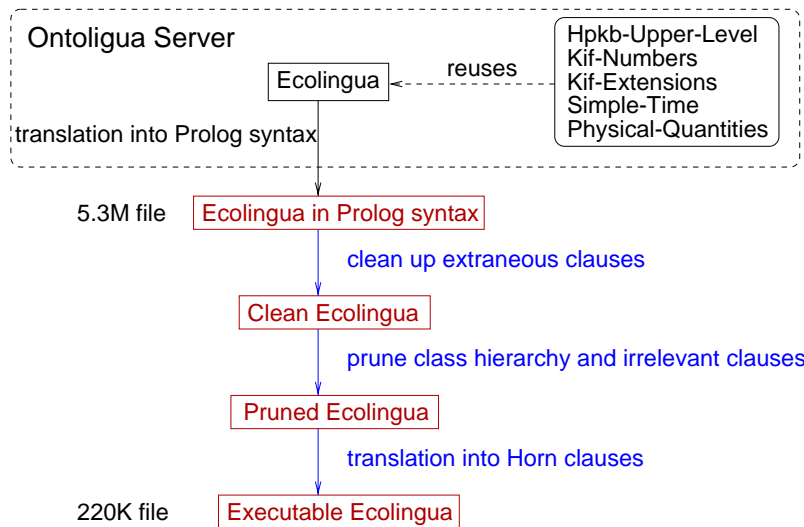 Ontoligua Server
Hpkb-Upper-Level
Kif-Numbers
Kif-Extensions
Simple-Time
Physical-Quantities
reuses
Ecolingua
translation into Prolog syntax
5.3M file
Ecolingua in Prolog syntax
clean up extraneous clauses
Clean Ecolingua
prune class hierarchy and irrelevant clauses
Pruned Ecolingua
translation into Horn clauses
220K file
Executable Ecolingua